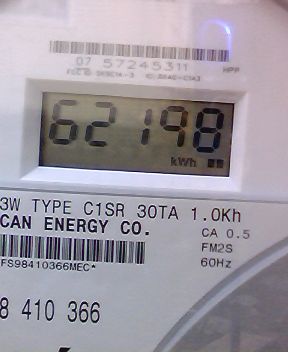 07 57245311
HPP
62198
kWh
3W TYPE C1SR 30TA 1.0Kh
CAN ENERGY CO.
CA 0.5
FM2S
60Hz
FS98410366MEC*
8 410 366